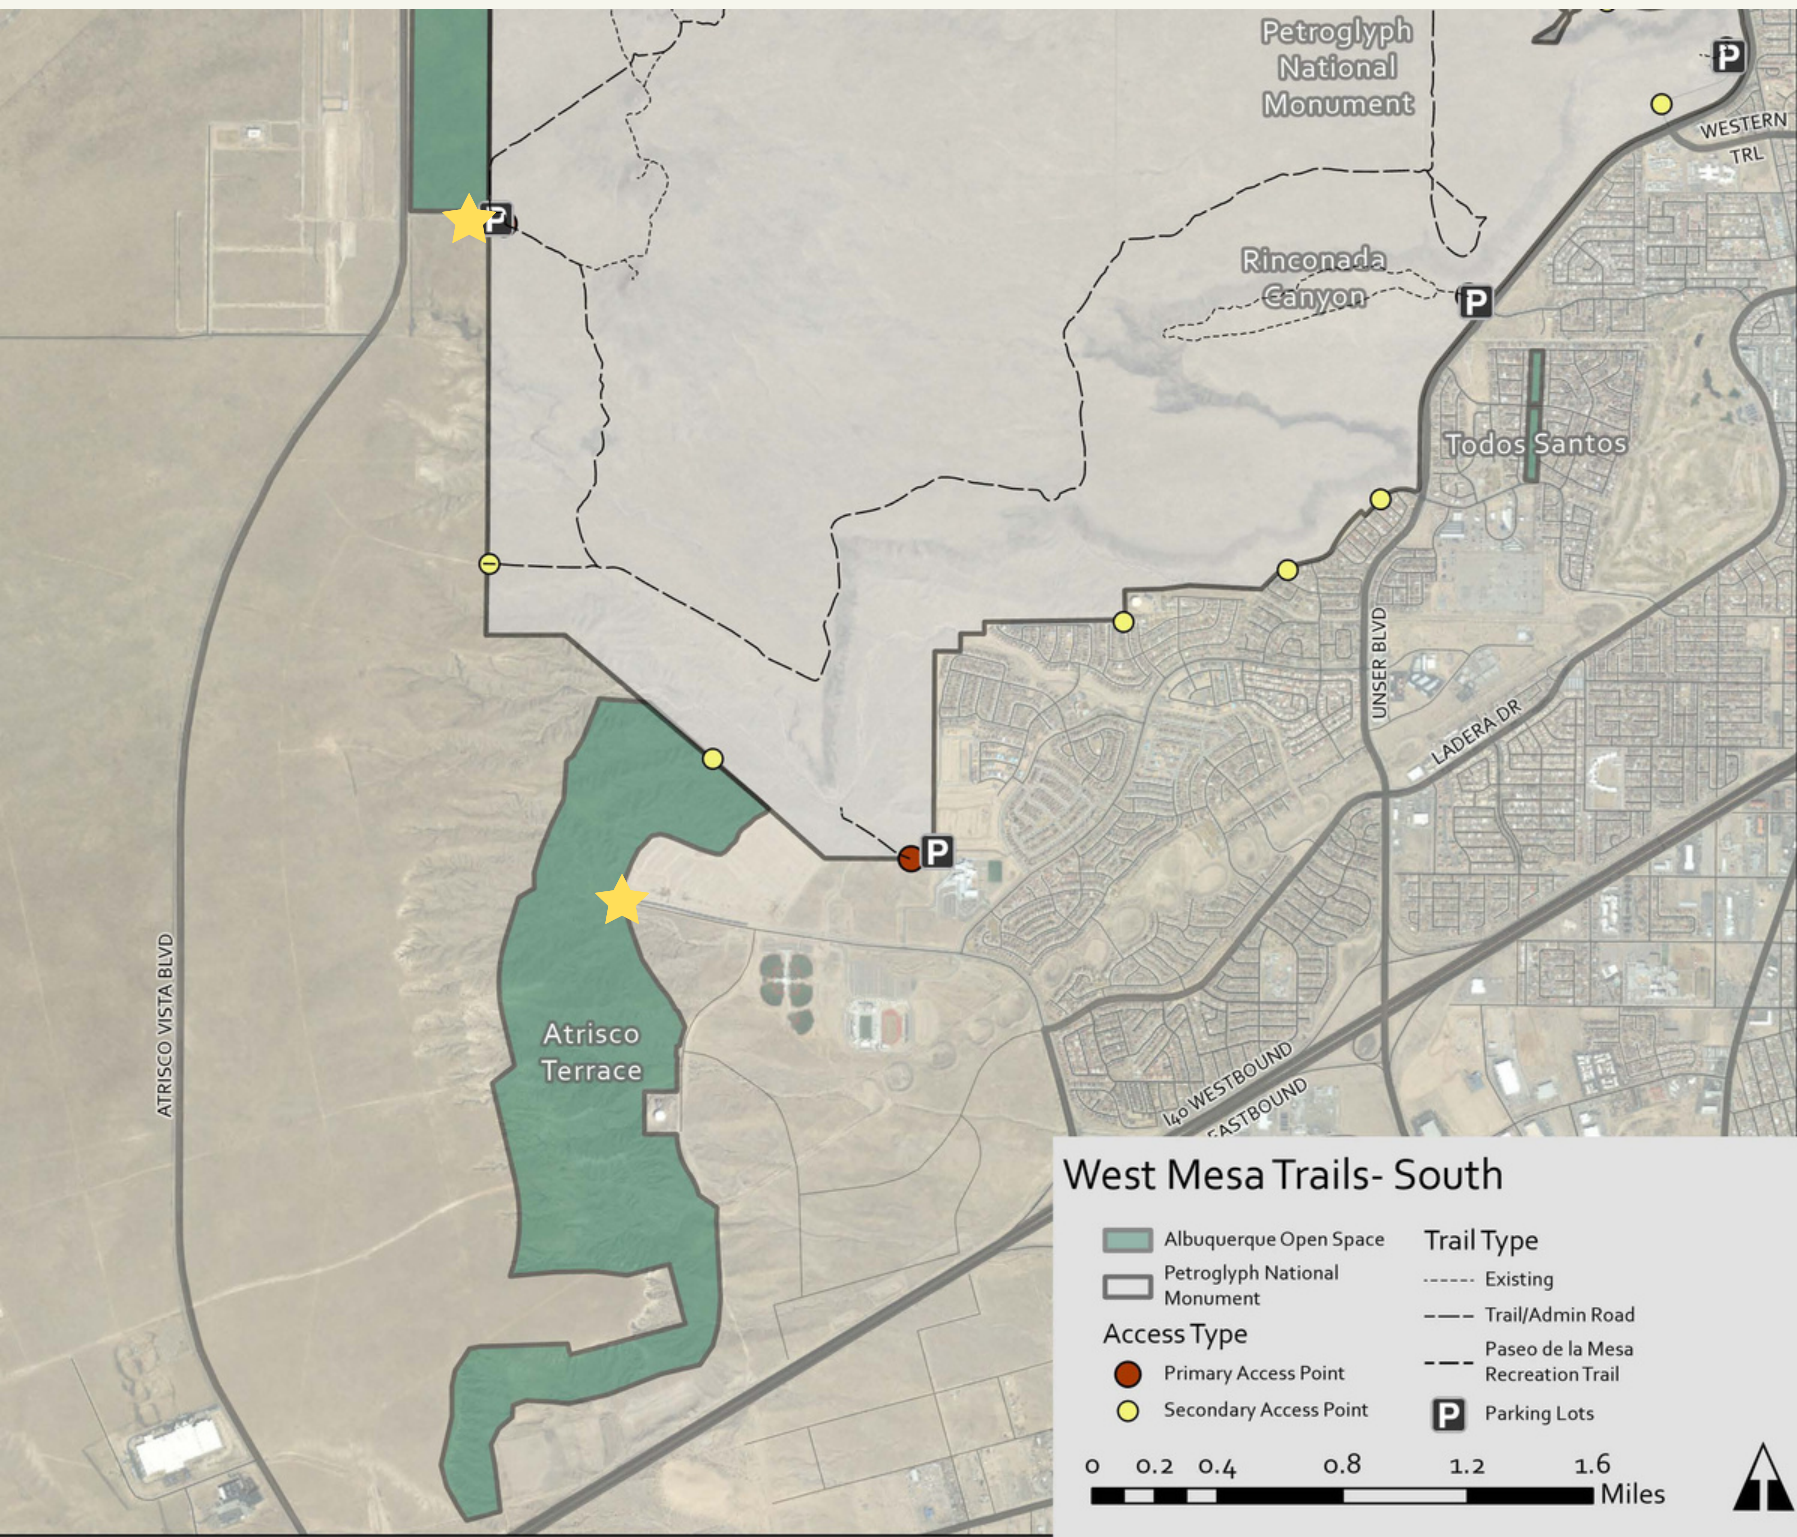 Petroglyph
National
Monument
P
WESTERN
TRL
P
Rinconada
Canyon
P
Todos Santos
UNSER BLVD
LADERA DR
P
ATRISCO VISTA BLVD
Atrisco
Terrace
I40 WESTBOUND
EASTBOUND
West Mesa Trails- South
Albuquerque Open Space
Petroglyph National
Monument
Access Type
Primary Access Point
Secondary Access Point
Trail Type
Existing
Trail/Admin Road
Paseo de la Mesa
Recreation Trail
P
Parking Lots
0 0.2 0.4 0.8 1.2 1.6
Miles